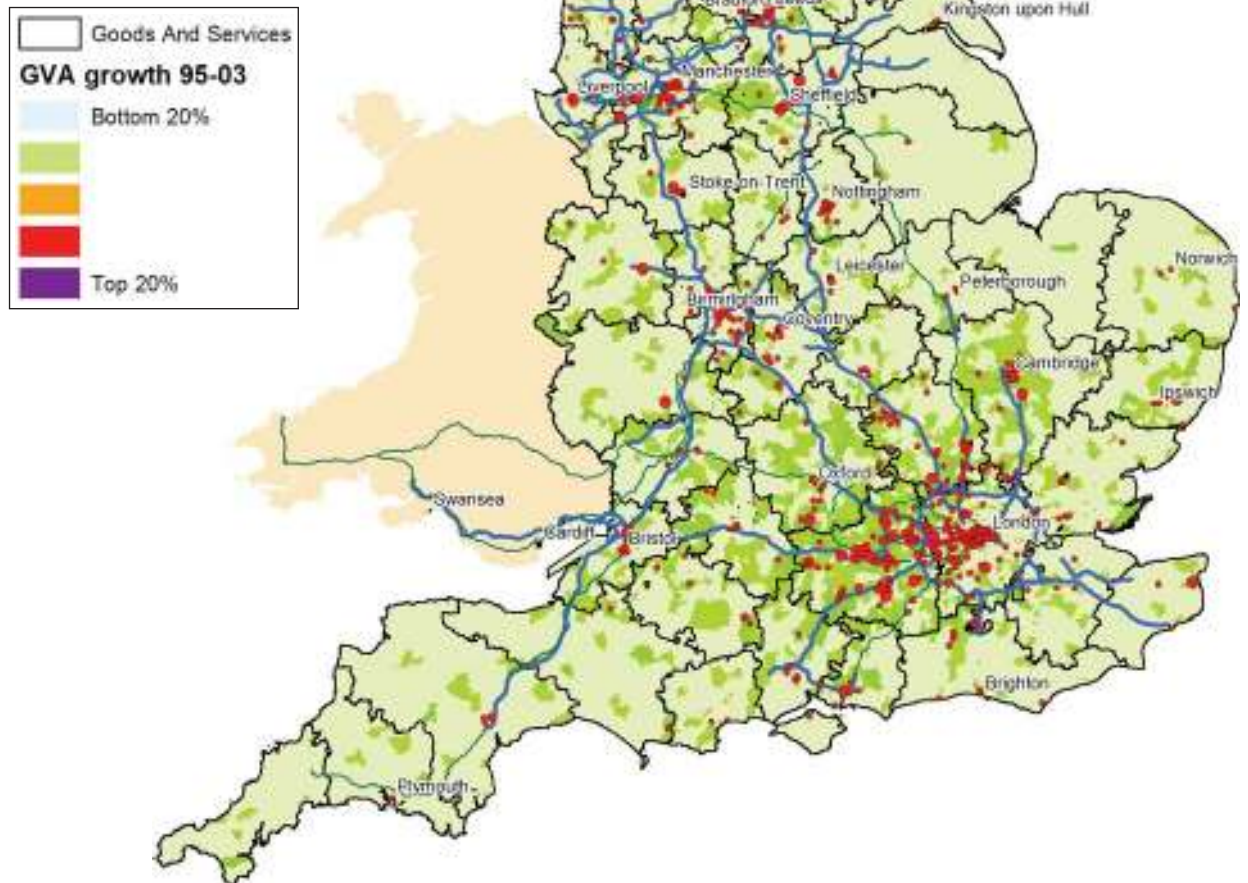 Goods And Services
GVA growth 95-03
Bottom 20%
Top 20%
Kingston upon Hull
Manchester
Liverpool
Sheffield
Stoke-on-Trent
Nottingham
Leicester
Norwich
Peterborough
Birmingham
Coventry
Cambridge
Ipswich
Oxford
Swansea
Cardiff
Bristol
London
Brighton
Plymouth